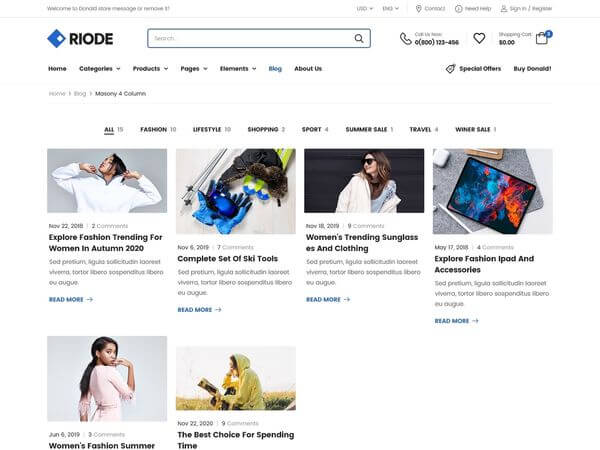 Welcome to Donald store message or remove it!
USD
ENG
Contact
Need Help
Sign in / Register
RIODE
Search...
Call Us Now:
0(800) 123-456
Shopping Cart:
$0.00
Home
Categories
Products
Pages
Elements
Blog
About Us
Special Offers
Buy Donald!
Home > Blog > Masony 4 Column
ALL 15
FASHION 10
LIFESTYLE 10
SHOPPING 2
SPORT 4
SUMMER SALE 1
TRAVEL 4
WINER SALE 1
Nov 22, 2018 | 2 Comments
Explore Fashion Trending For
Women In Autumn 2020
Sed pretium, ligula sollicitudin laoreet
viverra, tortor libero sospenditus libero
eu augue.
READ MORE →
Nov 6, 2019 | 7 Comments
Complete Set Of Ski Tools
Sed pretium, ligula sollicitudin laoreet
viverra, tortor libero sospenditus libero
eu augue.
READ MORE →
Nov 18, 2019 | 9 Comments
Women's Trending Sunglass
es And Clothing
Sed pretium, ligula sollicitudin laoreet
viverra, tortor libero sospenditus libero
eu augue.
READ MORE →
May 17, 2018 | 4 Comments
Explore Fashion Ipad And
Accessories
Sed pretium, ligula sollicitudin laoreet
viverra, tortor libero sospenditus libero
eu augue.
READ MORE →
Jun 6, 2019 | 3 Comments
Women's Fashion Summer
Nov 22, 2020 | 9 Comments
The Best Choice For Spending
Time